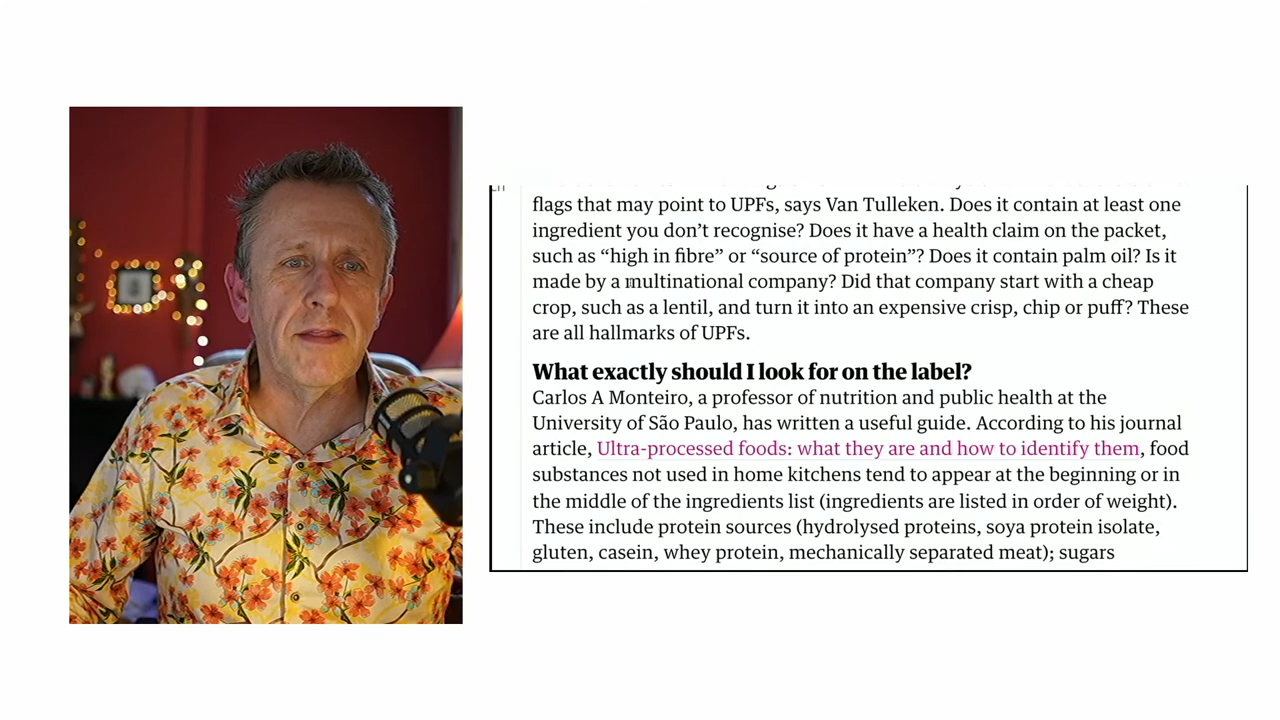 flags that may point to UPFs, says Van Tulleken. Does it contain at least one
ingredient you don’t recognise? Does it have a health claim on the packet,
such as “high in fibre” or “source of protein”? Does it contain palm oil? Is it
made by a multinational company? Did that company start with a cheap
crop, such as a lentil, and turn it into an expensive crisp, chip or puff? These
are all hallmarks of UPFs.
What exactly should I look for on the label?
Carlos A Monteiro, a professor of nutrition and public health at the
University of São Paulo, has written a useful guide. According to his journal
article, Ultra-processed foods: what they are and how to identify them, food
substances not used in home kitchens tend to appear at the beginning or in
the middle of the ingredients list (ingredients are listed in order of weight).
These include protein sources (hydrolysed proteins, soya protein isolate,
gluten, casein, whey protein, mechanically separated meat); sugars